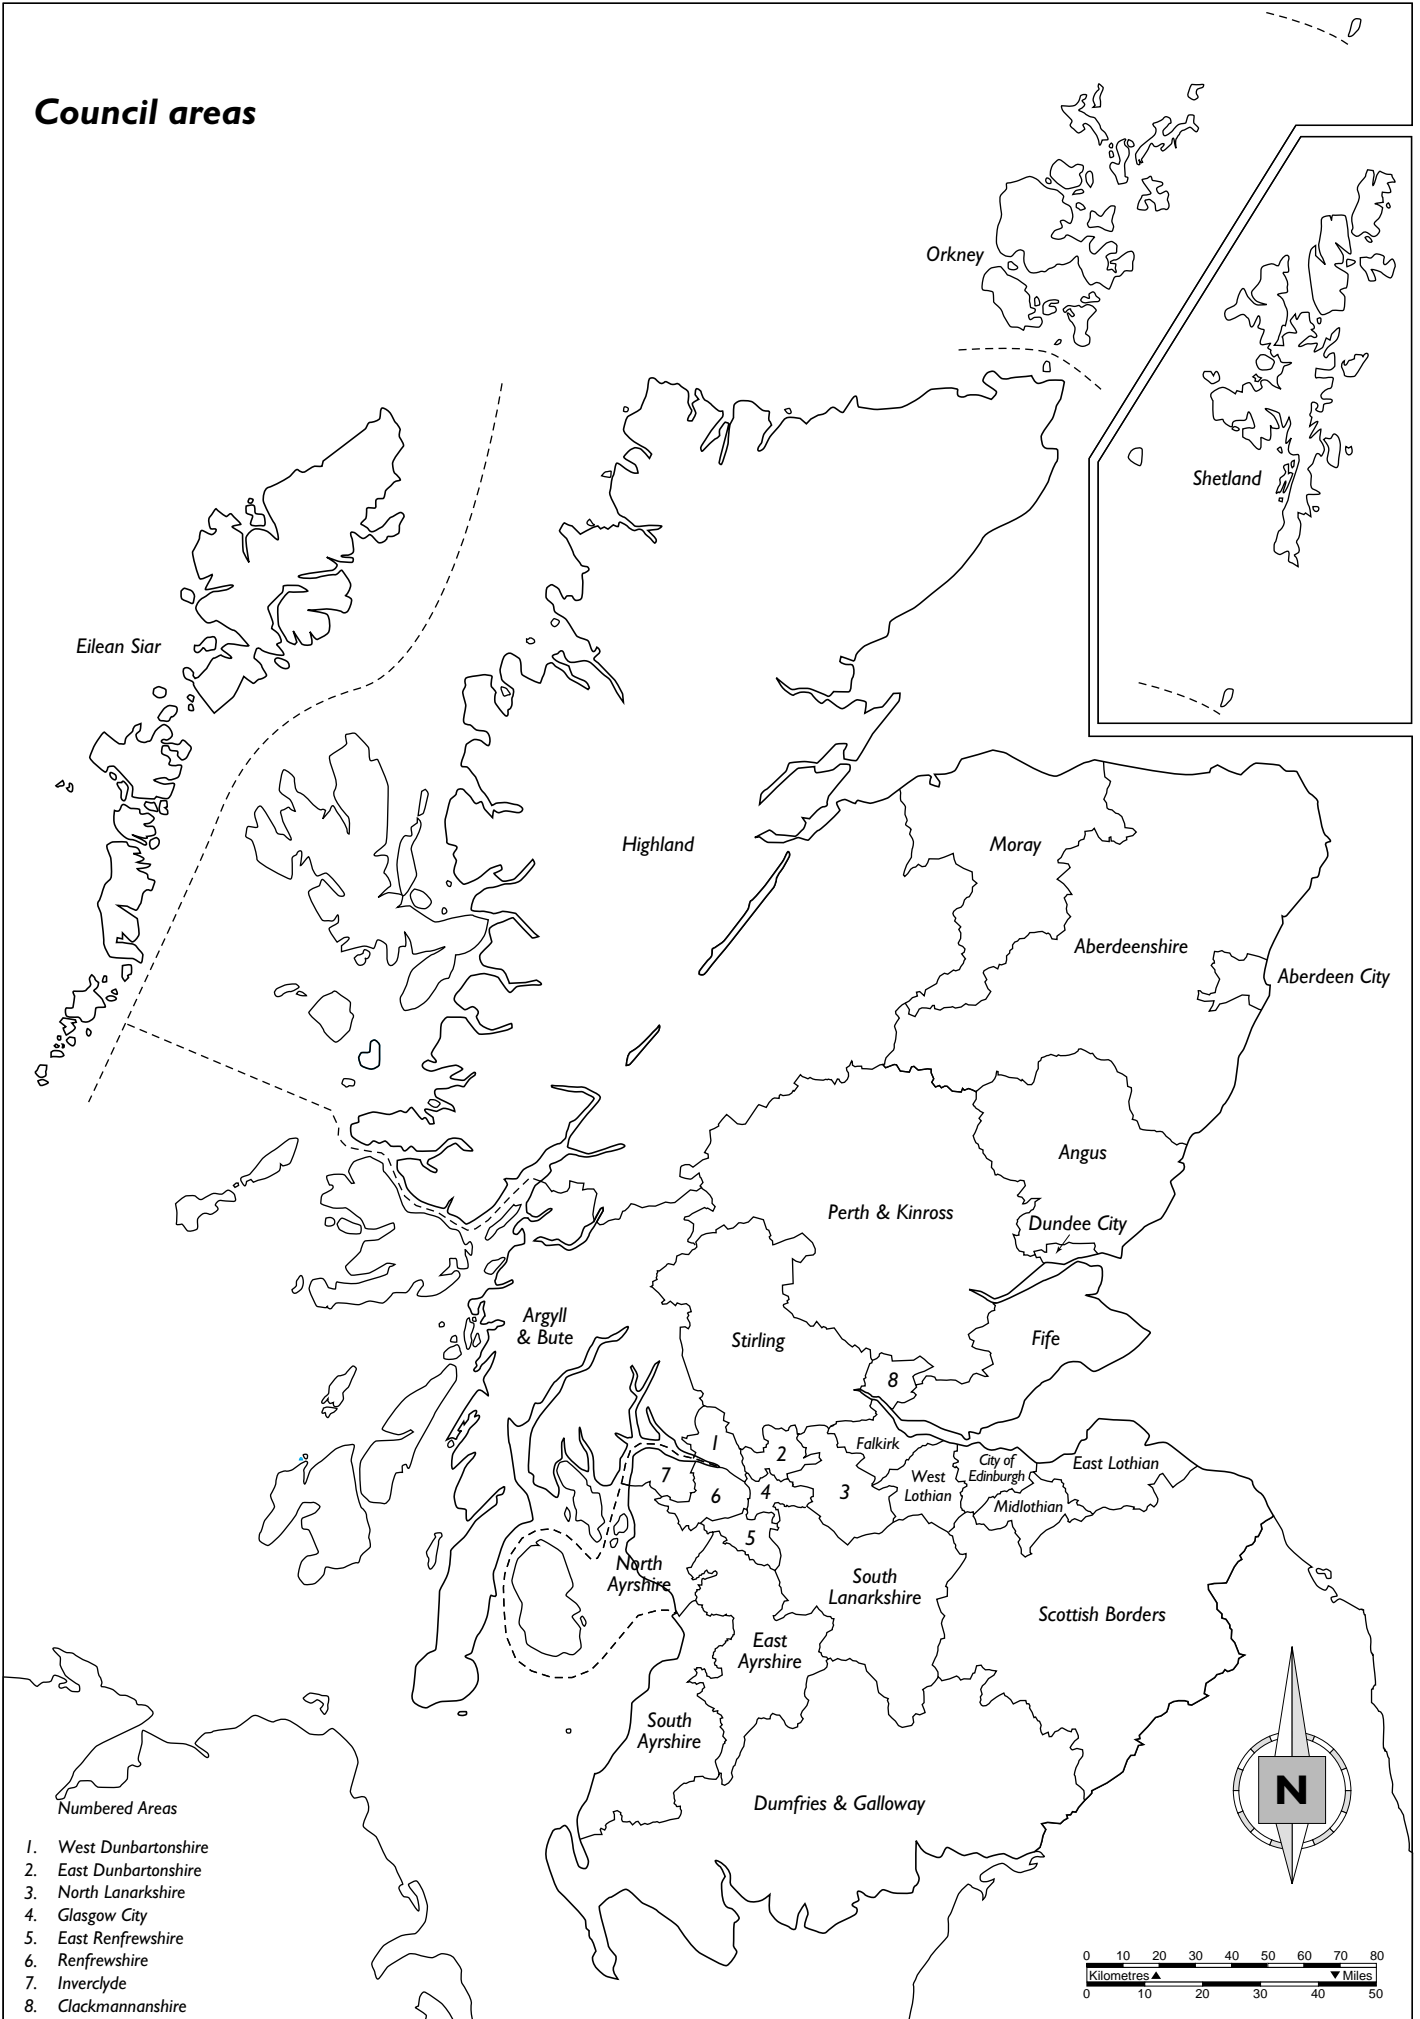 Council areas
Orkney
Shetland
Eilean Siar
Highland
Moray
Aberdeenshire
Aberdeen City
Angus
Perth & Kinross
Dundee City
Argyll
& Bute
Stirling
Fife
8
1
2
Falkirk
City of
Edinburgh
East Lothian
7
6
4
3
West
Lothian
Midlothian
5
North
Ayrshire
South
Lanarkshire
Scottish Borders
East
Ayrshire
South
Ayrshire
Dumfries & Galloway
N
Numbered Areas
1. West Dunbartonshire
2. East Dunbartonshire
3. North Lanarkshire
4. Glasgow City
5. East Renfrewshire
6. Renfrewshire
7. Inverclyde
8. Clackmannanshire
0 10 20 30 40 50 60 70 80
Kilometres Miles
0 10 20 30 40 50